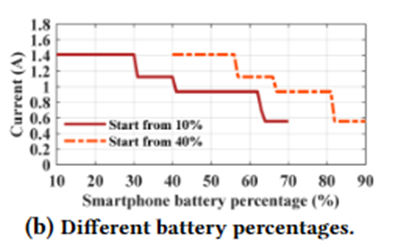 1.8
1.6
1.4
1.2
1
0.8
0.6
0.4
0.2
0
Current (A)
Start from 10%
Start from 40%
10 20 30 40 50 60 70 80 90
Smartphone battery percentage (%)
(b) Different battery percentages.